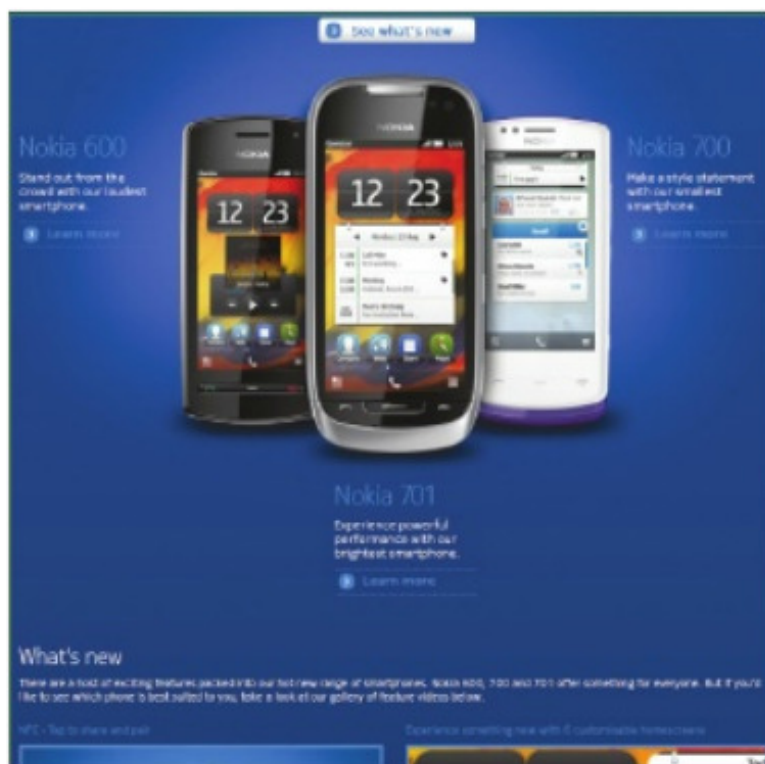 See what's new
Nokia 600
Stand out from the
crowd with our loudest
smartphone.
Learn more
Nokia 700
Make a style statement
with our smallest
smartphone.
Learn more
NOKIA
12 23
NOKIA
12 23
Monday, 22 Aug
Nokia 701
Experience powerful
performance with our
brightest smartphone.
Learn more
What's new
There are a host of exciting features packed into our hot new range of smartphones. Nokia 600, 700 and 701 offer something for everyone. But if you'd
like to see which phone is best suited to you, take a look at our gallery of feature videos below.
NFC - Tap to share and pair
Experience something new with 6 customisable homescreens